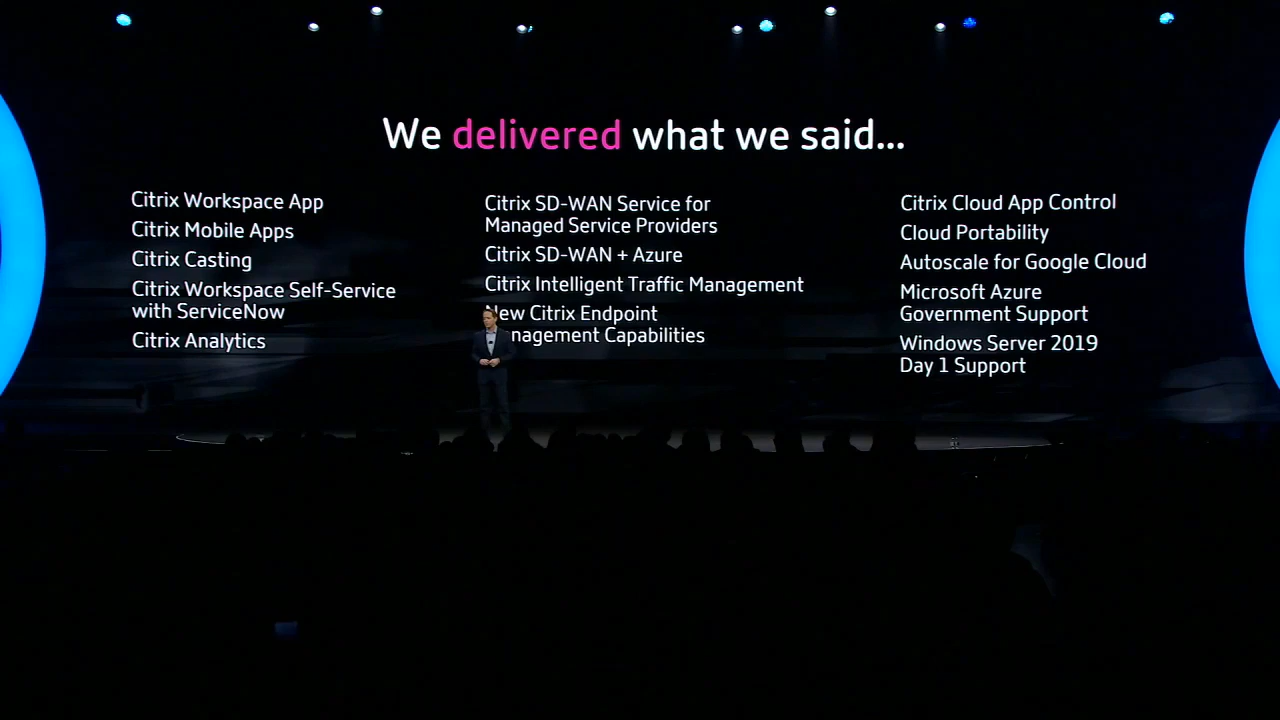 We delivered what we said...
Citrix Workspace App
Citrix Mobile Apps
Citrix Casting
Citrix Workspace Self-Service
with ServiceNow
Citrix Analytics
Citrix SD-WAN Service for
Managed Service Providers
Citrix SD-WAN + Azure
Citrix Intelligent Traffic Management
New Citrix Endpoint
Capabilities
Citrix Cloud App Control
Cloud Portability
Autoscale for Google Cloud
Microsoft Azure
Government Support
Windows Server 2019
Day 1 Support